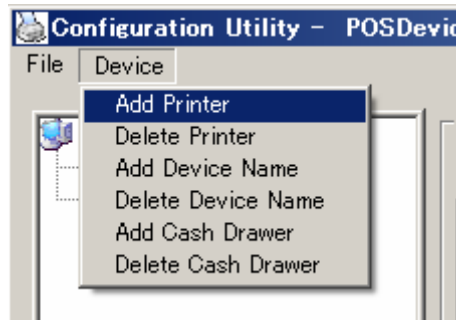 Configuration Utility - POSDevic
File Device
Add Printer
Delete Printer
Add Device Name
Delete Device Name
Add Cash Drawer
Delete Cash Drawer